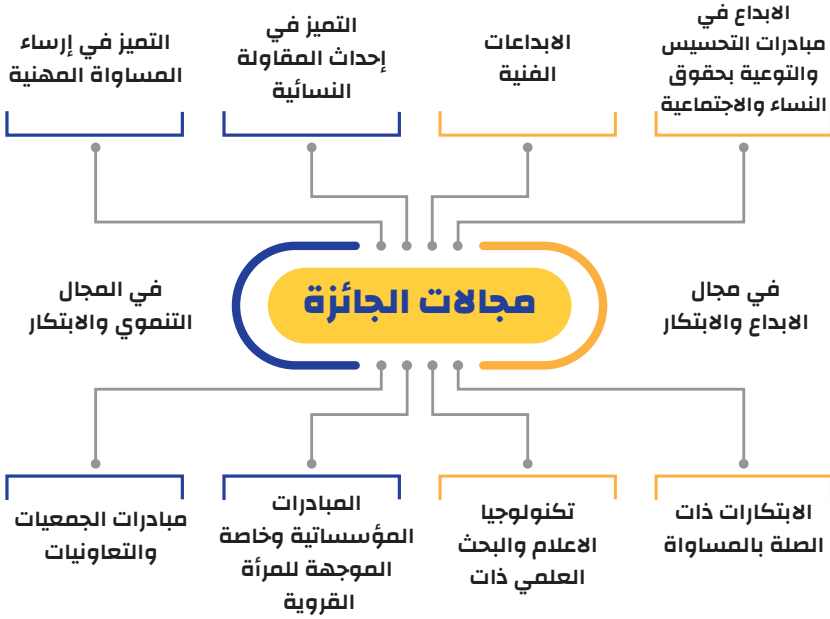 الابداع في
مبادرات التحسيس
والتوعية بحقوق
النساء والاجتماعية
الابداعات
الفنية
التميز في
إحداث المقاولة
النسائية
التميز في إرساء
المساواة المهنية
في مجال
الابداع والابتكار
مجالات الجائزة
في المجال
التنموي والابتكار
الابتكارات ذات
الصلة بالمساواة
تكنولوجيا
الاعلام والبحث
العلمي ذات
المبادرات
المؤسساتية وخاصة
الموجهة للمرأة
القروية
مبادرات الجمعيات
والتعاونيات